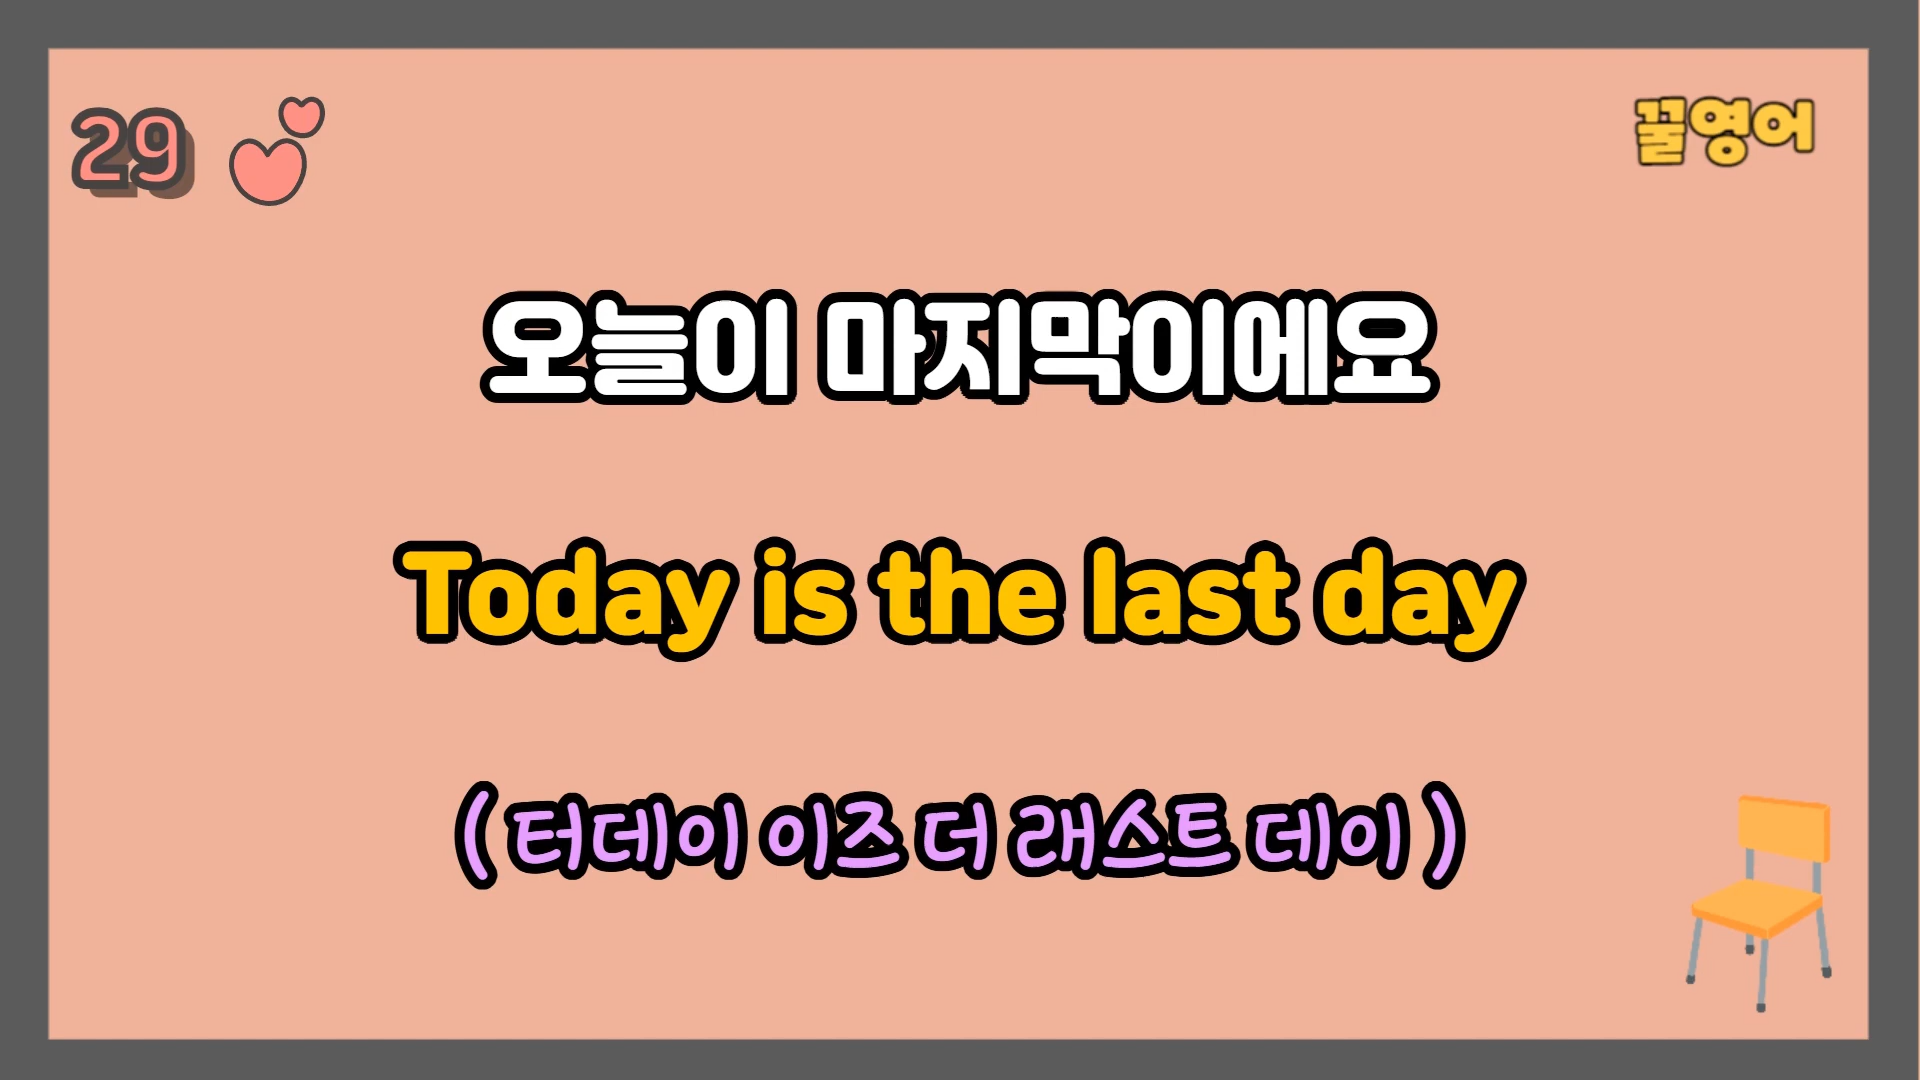 29
꿀영어
오늘이 마지막이에요
Today is the last day
( 터데이 이즈 더 래스트 데이 )